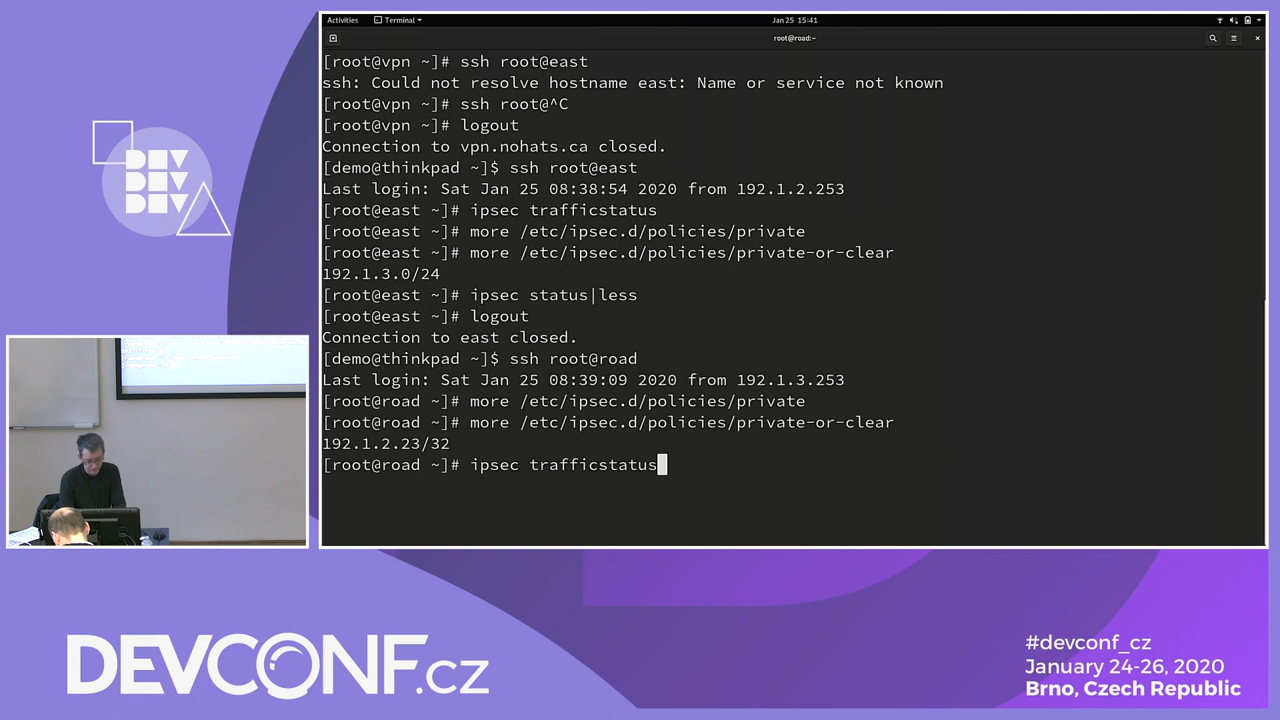 Activities
Terminal
Jan 25 15:41
root@road:~
[root@vpn ~]# ssh root@east
ssh: Could not resolve hostname east: Name or service not known
[root@vpn ~]# ssh root@^C
[root@vpn ~]# logout
Connection to vpn.nohats.ca closed.
[demo@thinkpad ~]$ ssh root@east
Last login: Sat Jan 25 08:38:54 2020 from 192.1.2.253
[root@east ~]# ipsec trafficstatus
[root@east ~]# more /etc/ipsec.d/policies/private
[root@east ~]# more /etc/ipsec.d/policies/private-or-clear
192.1.3.0/24
[root@east ~]# ipsec status|less
[root@east ~]# logout
Connection to east closed.
[demo@thinkpad ~]$ ssh root@road
Last login: Sat Jan 25 08:39:09 2020 from 192.1.3.253
[root@road ~]# more /etc/ipsec.d/policies/private
[root@road ~]# more /etc/ipsec.d/policies/private-or-clear
192.1.2.23/32
[root@road ~]# ipsec trafficstatus
DEV
DEV
DEV
DEVCONF.cz
#devconf_cz
January 24-26, 2020
Brno, Czech Republic